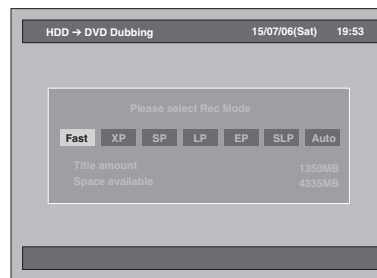 HDD → DVD Dubbing 15/07/06(Sat) 19:53
Please select Rec Mode
Fast XP SP LP EP SLP Auto
Title amount 1350MB
Space available 4335MB